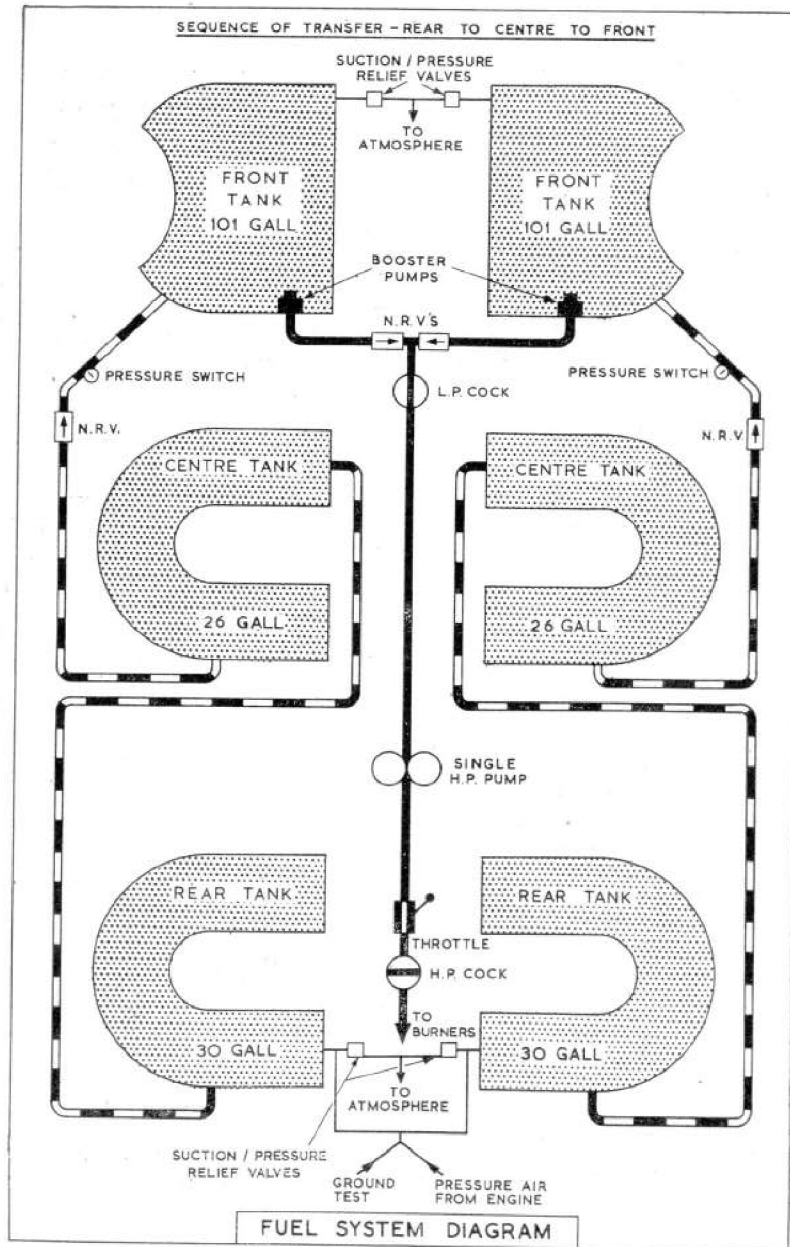 SEQUENCE OF TRANSFER – REAR TO CENTRE TO FRONT
SUCTION / PRESSURE
RELIEF VALVES
TO
ATMOSPHERE
FRONT
TANK
101 GALL
FRONT
TANK
101 GALL
BOOSTER
PUMPS
N.R.V'S
PRESSURE SWITCH
PRESSURE SWITCH
L.P. COCK
N.R.V.
N.R.V.
CENTRE TANK
CENTRE TANK
26 GALL
26 GALL
SINGLE
H.P. PUMP
REAR TANK
REAR TANK
THROTTLE
H.P. COCK
TO
BURNERS
30 GALL
30 GALL
TO
ATMOSPHERE
SUCTION / PRESSURE
RELIEF VALVES
GROUND
TEST
PRESSURE AIR
FROM ENGINE
FUEL SYSTEM DIAGRAM